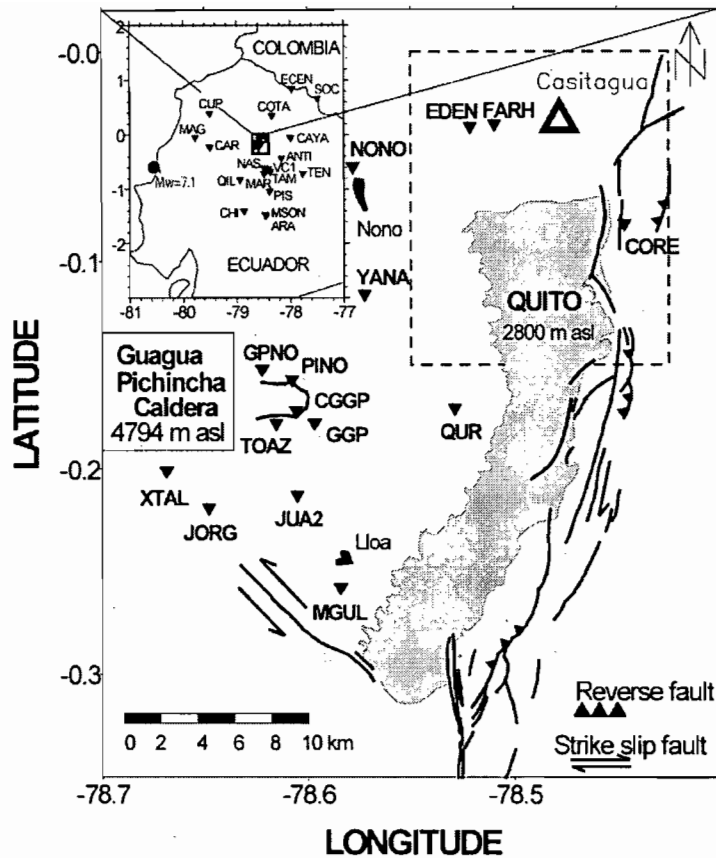 2
1
0
-1
-2
-81
-80
-79
-78
-77
COLOMBIA
ECEN
SOC
CUP
COTA
MAG
CAR
CAYA
NAS
VC1
ANTI
QIL
MAR
TAM
TEN
PIS
CHI
MSON
ARA
Mw=7.1
ECUADOR
N
Casitagua
EDEN FARH
NONO
Nono
CORE
YANA
QUITO
2800 m asl
Guagua
Pichincha
Caldera
4794 m asl
GPNO
PINO
CGGP
TOAZ
GGP
QUR
XTAL
JORG
JUA2
Lloa
MGUL
Reverse fault
Strike slip fault
0 2 4 6 8 10 km
-0.0
-0.1
-0.2
-0.3
LATITUDE
-78.7
-78.6
-78.5
LONGITUDE